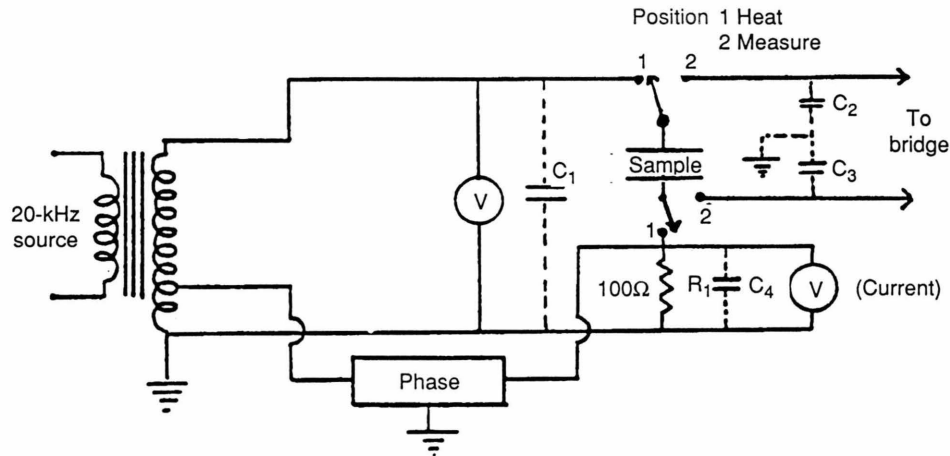 Position 1 Heat
2 Measure
1
2
C2
To
bridge
C3
20-kHz
source
V
C1
Sample
2
1
100Ω
R1
C4
V
(Current)
Phase